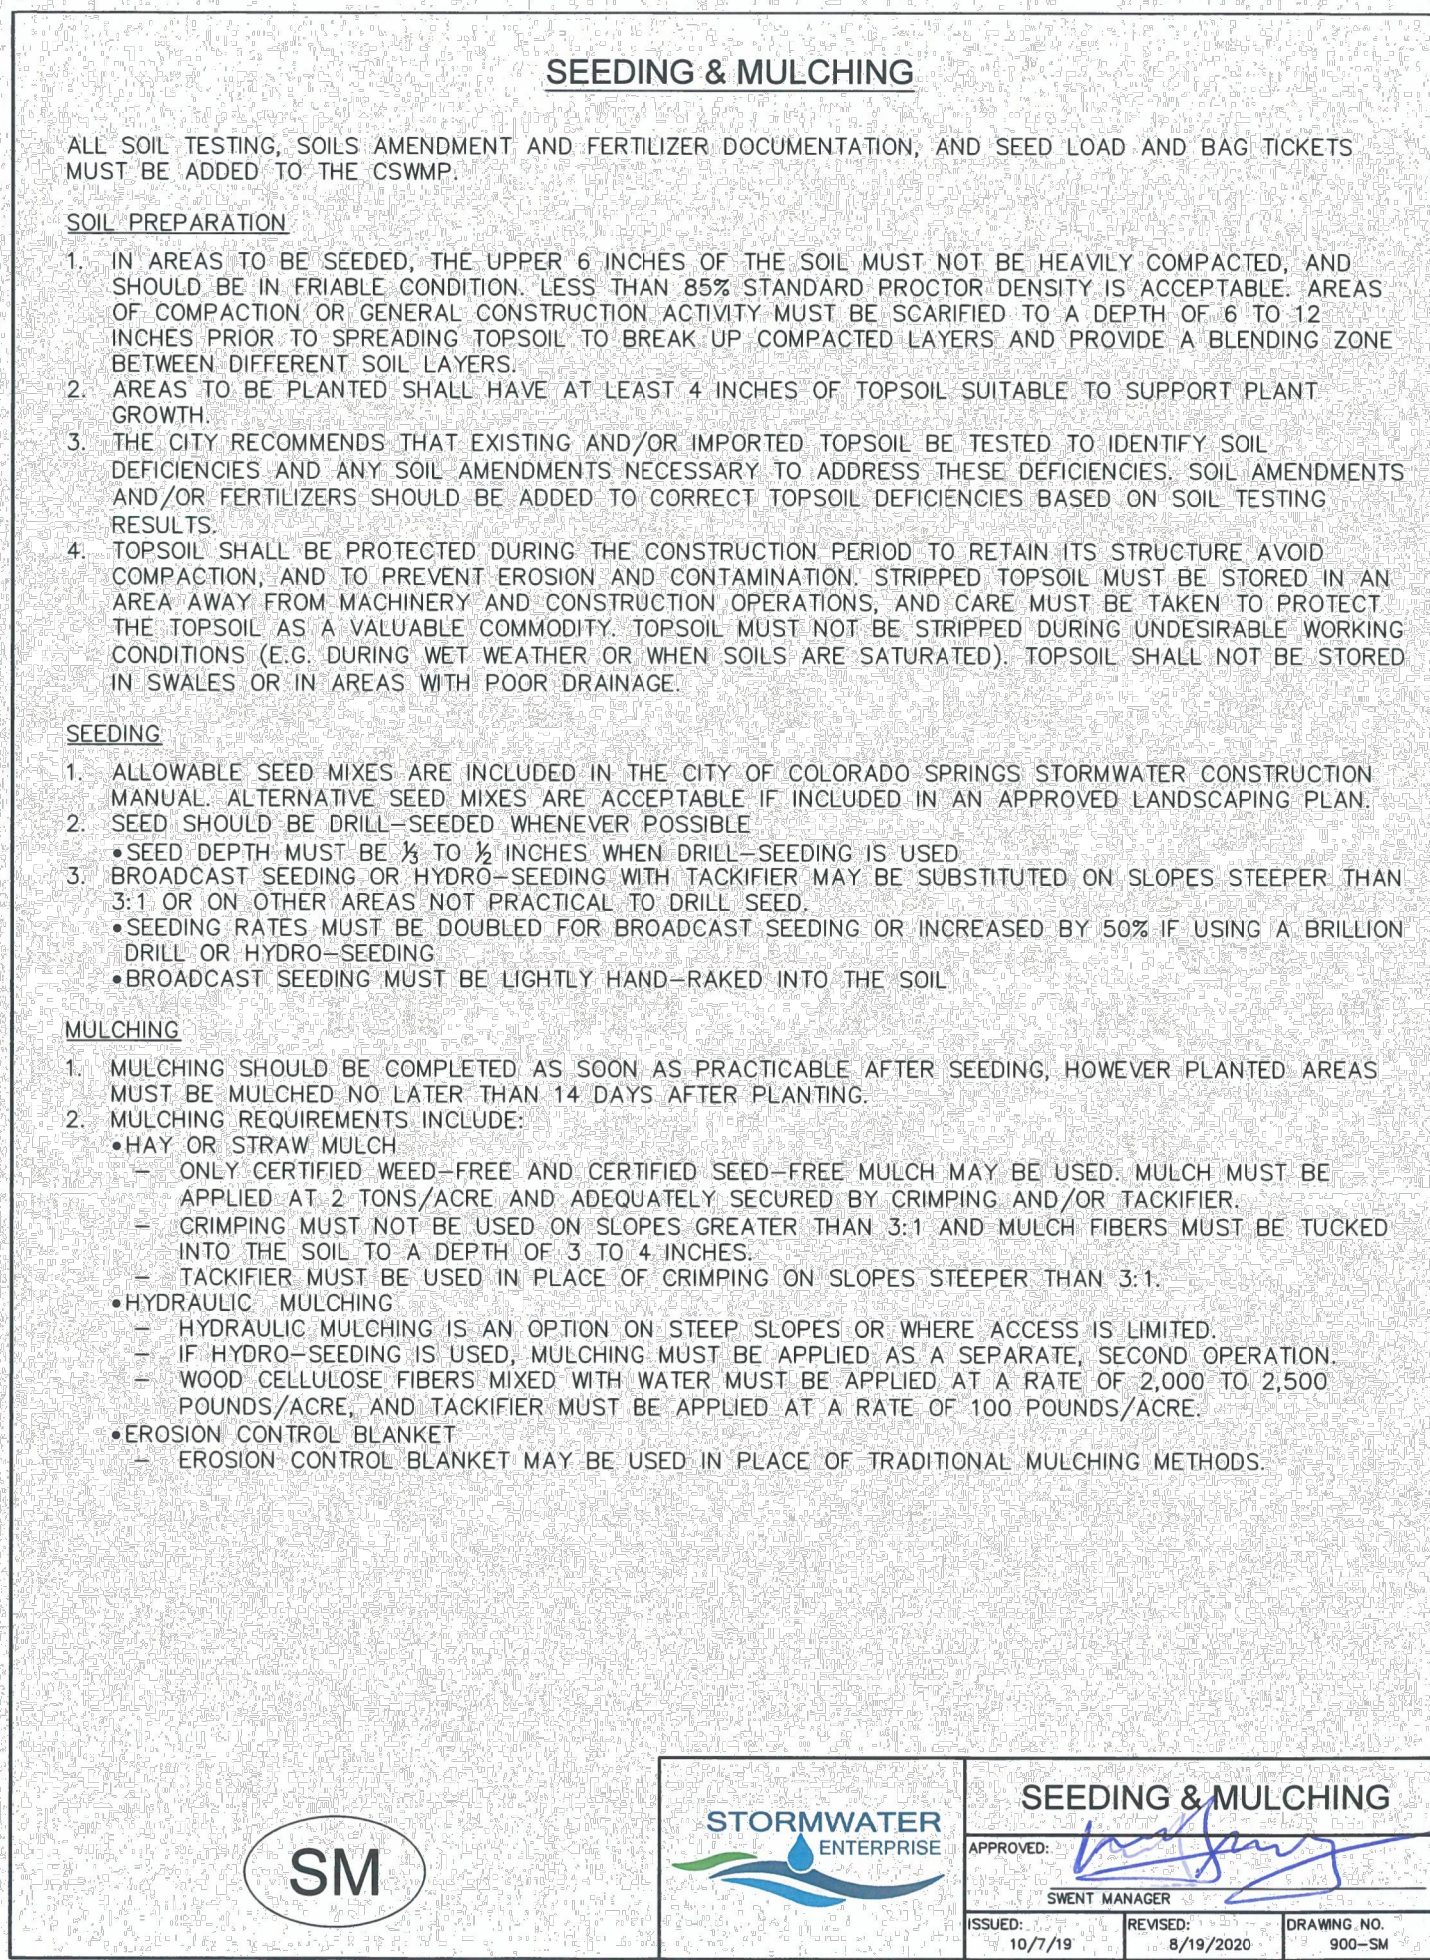 SEEDING & MULCHING
ALL SOIL TESTING, SOILS AMENDMENT AND FERTILIZER DOCUMENTATION, AND SEED LOAD AND BAG TICKETS
MUST BE ADDED TO THE CSWMP.
SOIL PREPARATION
1. IN AREAS TO BE SEEDED, THE UPPER 6 INCHES OF THE SOIL MUST NOT BE HEAVILY COMPACTED, AND
SHOULD BE IN FRIABLE CONDITION. LESS THAN 85% STANDARD PROCTOR DENSITY IS ACCEPTABLE. AREAS
OF COMPACTION OR GENERAL CONSTRUCTION ACTIVITY MUST BE SCARIFIED TO A DEPTH OF 6 TO 12
INCHES PRIOR TO SPREADING TOPSOIL TO BREAK UP COMPACTED LAYERS AND PROVIDE A BLENDING ZONE
BETWEEN DIFFERENT SOIL LAYERS.
2. AREAS TO BE PLANTED SHALL HAVE AT LEAST 4 INCHES OF TOPSOIL SUITABLE TO SUPPORT PLANT
GROWTH.
3. THE CITY RECOMMENDS THAT EXISTING AND/OR IMPORTED TOPSOIL BE TESTED TO IDENTIFY SOIL
DEFICIENCIES AND ANY SOIL AMENDMENTS NECESSARY TO ADDRESS THESE DEFICIENCIES. SOIL AMENDMENTS
AND/OR FERTILIZERS SHOULD BE ADDED TO CORRECT TOPSOIL DEFICIENCIES BASED ON SOIL TESTING
RESULTS.
4. TOPSOIL SHALL BE PROTECTED DURING THE CONSTRUCTION PERIOD TO RETAIN ITS STRUCTURE AVOID
COMPACTION, AND TO PREVENT EROSION AND CONTAMINATION. STRIPPED TOPSOIL MUST BE STORED IN AN
AREA AWAY FROM MACHINERY AND CONSTRUCTION OPERATIONS, AND CARE MUST BE TAKEN TO PROTECT
THE TOPSOIL AS A VALUABLE COMMODITY. TOPSOIL MUST NOT BE STRIPPED DURING UNDESIRABLE WORKING
CONDITIONS (E.G. DURING WET WEATHER OR WHEN SOILS ARE SATURATED). TOPSOIL SHALL NOT BE STORED
IN SWALES OR IN AREAS WITH POOR DRAINAGE.
SEEDING
1. ALLOWABLE SEED MIXES ARE INCLUDED IN THE CITY OF COLORADO SPRINGS STORMWATER CONSTRUCTION
MANUAL. ALTERNATIVE SEED MIXES ARE ACCEPTABLE IF INCLUDED IN AN APPROVED LANDSCAPING PLAN.
2. SEED SHOULD BE DRILL-SEEDED WHENEVER POSSIBLE
•SEED DEPTH MUST BE ⅓ TO ½ INCHES WHEN DRILL-SEEDING IS USED
3. BROADCAST SEEDING OR HYDRO-SEEDING WITH TACKIFIER MAY BE SUBSTITUTED ON SLOPES STEEPER THAN
3:1 OR ON OTHER AREAS NOT PRACTICAL TO DRILL SEED.
•SEEDING RATES MUST BE DOUBLED FOR BROADCAST SEEDING OR INCREASED BY 50% IF USING A BRILLION
DRILL OR HYDRO-SEEDING
•BROADCAST SEEDING MUST BE LIGHTLY HAND-RAKED INTO THE SOIL
MULCHING
1. MULCHING SHOULD BE COMPLETED AS SOON AS PRACTICABLE AFTER SEEDING, HOWEVER PLANTED AREAS
MUST BE MULCHED NO LATER THAN 14 DAYS AFTER PLANTING.
2. MULCHING REQUIREMENTS INCLUDE:
•HAY OR STRAW MULCH
– ONLY CERTIFIED WEED-FREE AND CERTIFIED SEED-FREE MULCH MAY BE USED. MULCH MUST BE
APPLIED AT 2 TONS/ACRE AND ADEQUATELY SECURED BY CRIMPING AND/OR TACKIFIER.
– CRIMPING MUST NOT BE USED ON SLOPES GREATER THAN 3:1 AND MULCH FIBERS MUST BE TUCKED
INTO THE SOIL TO A DEPTH OF 3 TO 4 INCHES.
– TACKIFIER MUST BE USED IN PLACE OF CRIMPING ON SLOPES STEEPER THAN 3:1.
•HYDRAULIC MULCHING
– HYDRAULIC MULCHING IS AN OPTION ON STEEP SLOPES OR WHERE ACCESS IS LIMITED.
– IF HYDRO-SEEDING IS USED, MULCHING MUST BE APPLIED AS A SEPARATE, SECOND OPERATION.
– WOOD CELLULOSE FIBERS MIXED WITH WATER MUST BE APPLIED AT A RATE OF 2,000 TO 2,500
POUNDS/ACRE, AND TACKIFIER MUST BE APPLIED AT A RATE OF 100 POUNDS/ACRE.
•EROSION CONTROL BLANKET
– EROSION CONTROL BLANKET MAY BE USED IN PLACE OF TRADITIONAL MULCHING METHODS.
SM
STORMWATER
ENTERPRISE
SEEDING & MULCHING
APPROVED:
SWENT MANAGER
ISSUED: 10/7/19
REVISED: 8/19/2020
DRAWING NO. 900-SM